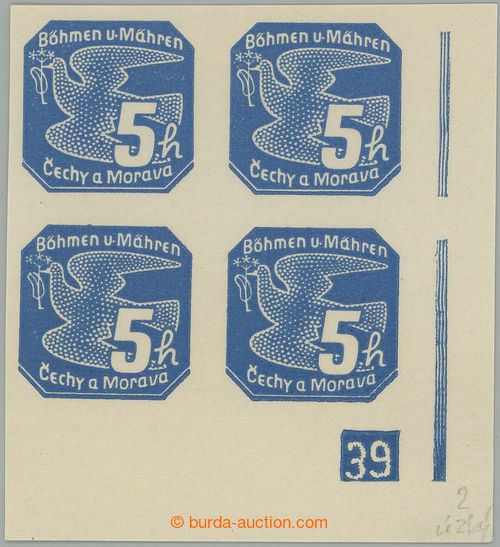 Böhmen u. Mähren
5h
Čechy a Morava
Böhmen u. Mähren
5h
Čechy a Morava
Böhmen u. Mähren
5h
Čechy a Morava
Böhmen u. Mähren
5h
Čechy a Morava
39
2
© burda-auction.com